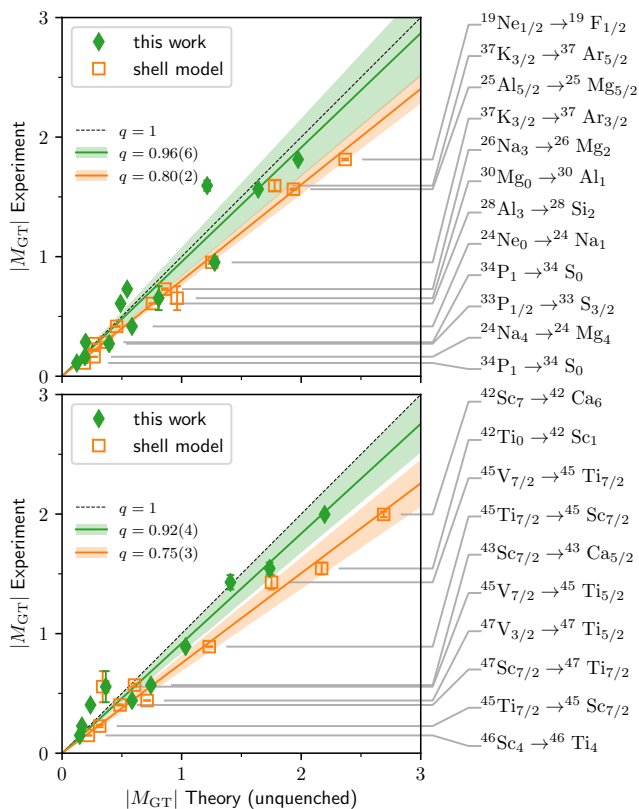 3
2
1
0
|M_GT| Experiment
this work
shell model
q = 1
q = 0.96(6)
q = 0.80(2)
¹⁹Ne₁/₂ →¹⁹ F₁/₂
³⁷K₃/₂ →³⁷ Ar₅/₂
²⁵Al₅/₂ →²⁵ Mg₅/₂
³⁷K₃/₂ →³⁷ Ar₃/₂
²⁶Na₃ →²⁶ Mg₂
³⁰Mg₀ →³⁰ Al₁
²⁸Al₃ →²⁸ Si₂
²⁴Ne₀ →²⁴ Na₁
³⁴P₁ →³⁴ S₀
³³P₁/₂ →³³ S₃/₂
²⁴Na₄ →²⁴ Mg₄
³⁴P₁ →³⁴ S₀
3
2
1
0
|M_GT| Experiment
this work
shell model
q = 1
q = 0.92(4)
q = 0.75(3)
0 1 2 3
|M_GT| Theory (unquenched)
⁴²Sc₇ →⁴² Ca₆
⁴²Ti₀ →⁴² Sc₁
⁴⁵V₇/₂ →⁴⁵ Ti₇/₂
⁴⁵Ti₇/₂ →⁴⁵ Sc₇/₂
⁴³Sc₇/₂ →⁴³ Ca₅/₂
⁴⁵V₇/₂ →⁴⁵ Ti₅/₂
⁴⁷V₃/₂ →⁴⁷ Ti₅/₂
⁴⁷Sc₇/₂ →⁴⁷ Ti₇/₂
⁴⁵Ti₇/₂ →⁴⁵ Sc₇/₂
⁴⁶Sc₄ →⁴⁶ Ti₄